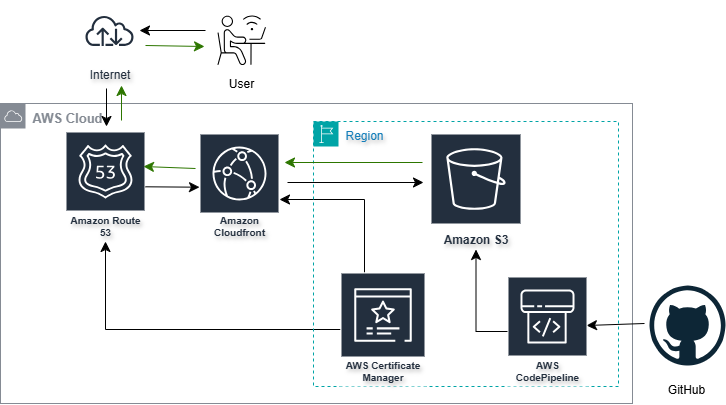 Internet
User
AWS Cloud
Region
53
Amazon Route
53
Amazon
Cloudfront
Amazon S3
AWS Certificate
Manager
AWS
CodePipeline
GitHub